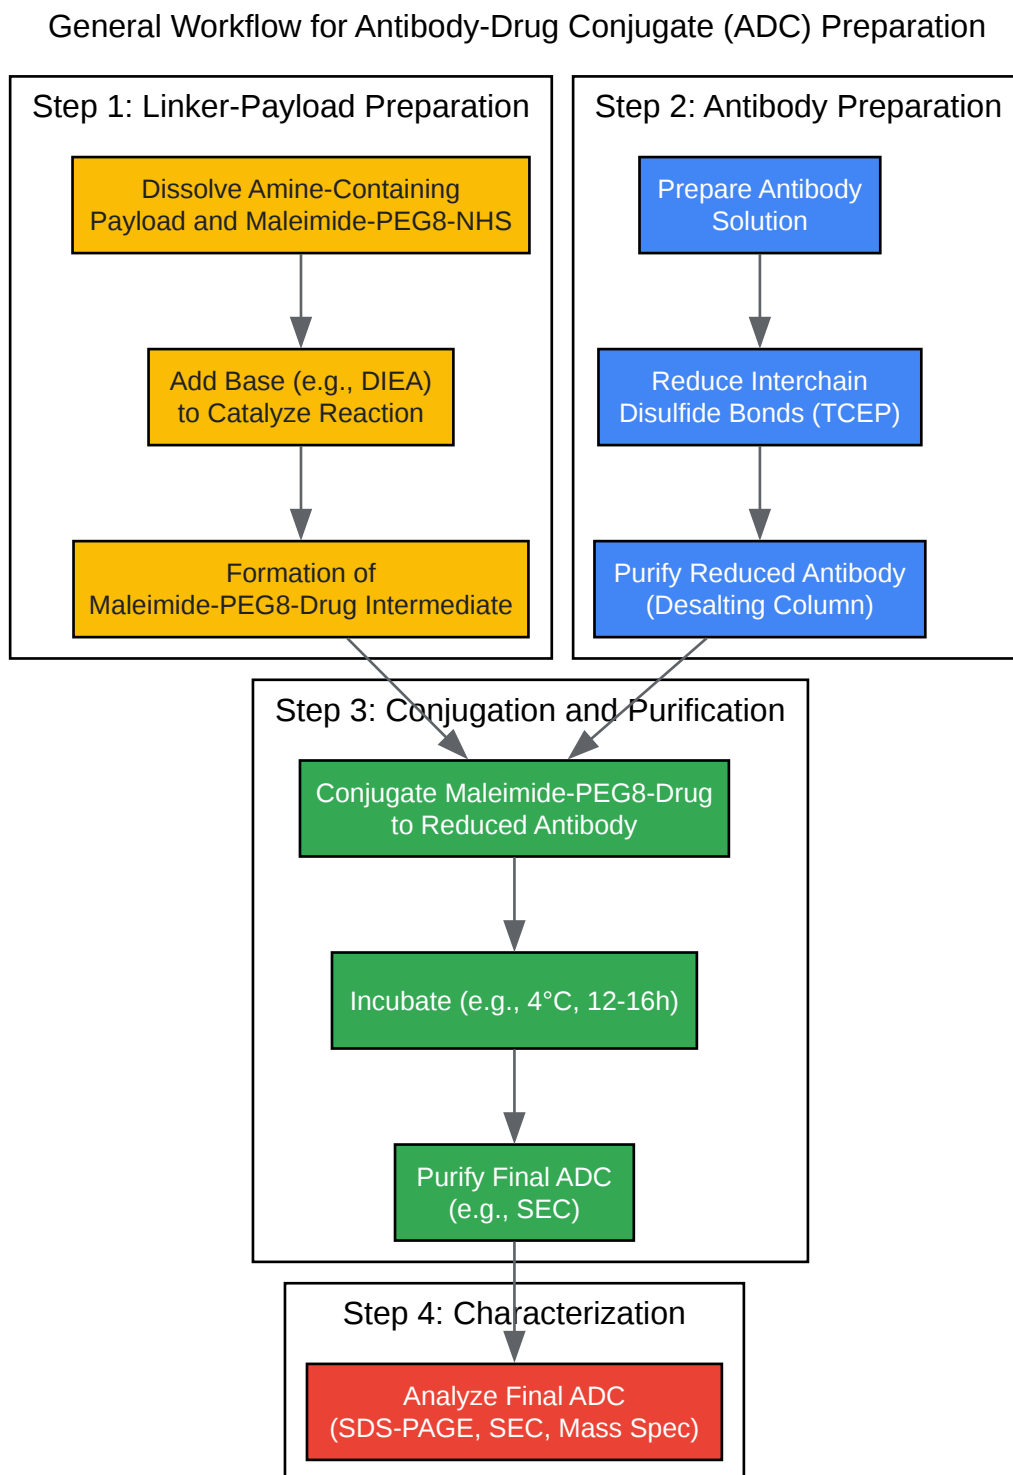 General Workflow for Antibody-Drug Conjugate (ADC) Preparation
Step 1: Linker-Payload Preparation
Dissolve Amine-Containing
Payload and Maleimide-PEG8-NHS
Add Base (e.g., DIEA)
to Catalyze Reaction
Formation of
Maleimide-PEG8-Drug Intermediate
Step 2: Antibody Preparation
Prepare Antibody
Solution
Reduce Interchain
Disulfide Bonds (TCEP)
Purify Reduced Antibody
(Desalting Column)
Step 3: Conjugation and Purification
Conjugate Maleimide-PEG8-Drug
to Reduced Antibody
Incubate (e.g., 4°C, 12-16h)
Purify Final ADC
(e.g., SEC)
Step 4: Characterization
Analyze Final ADC
(SDS-PAGE, SEC, Mass Spec)